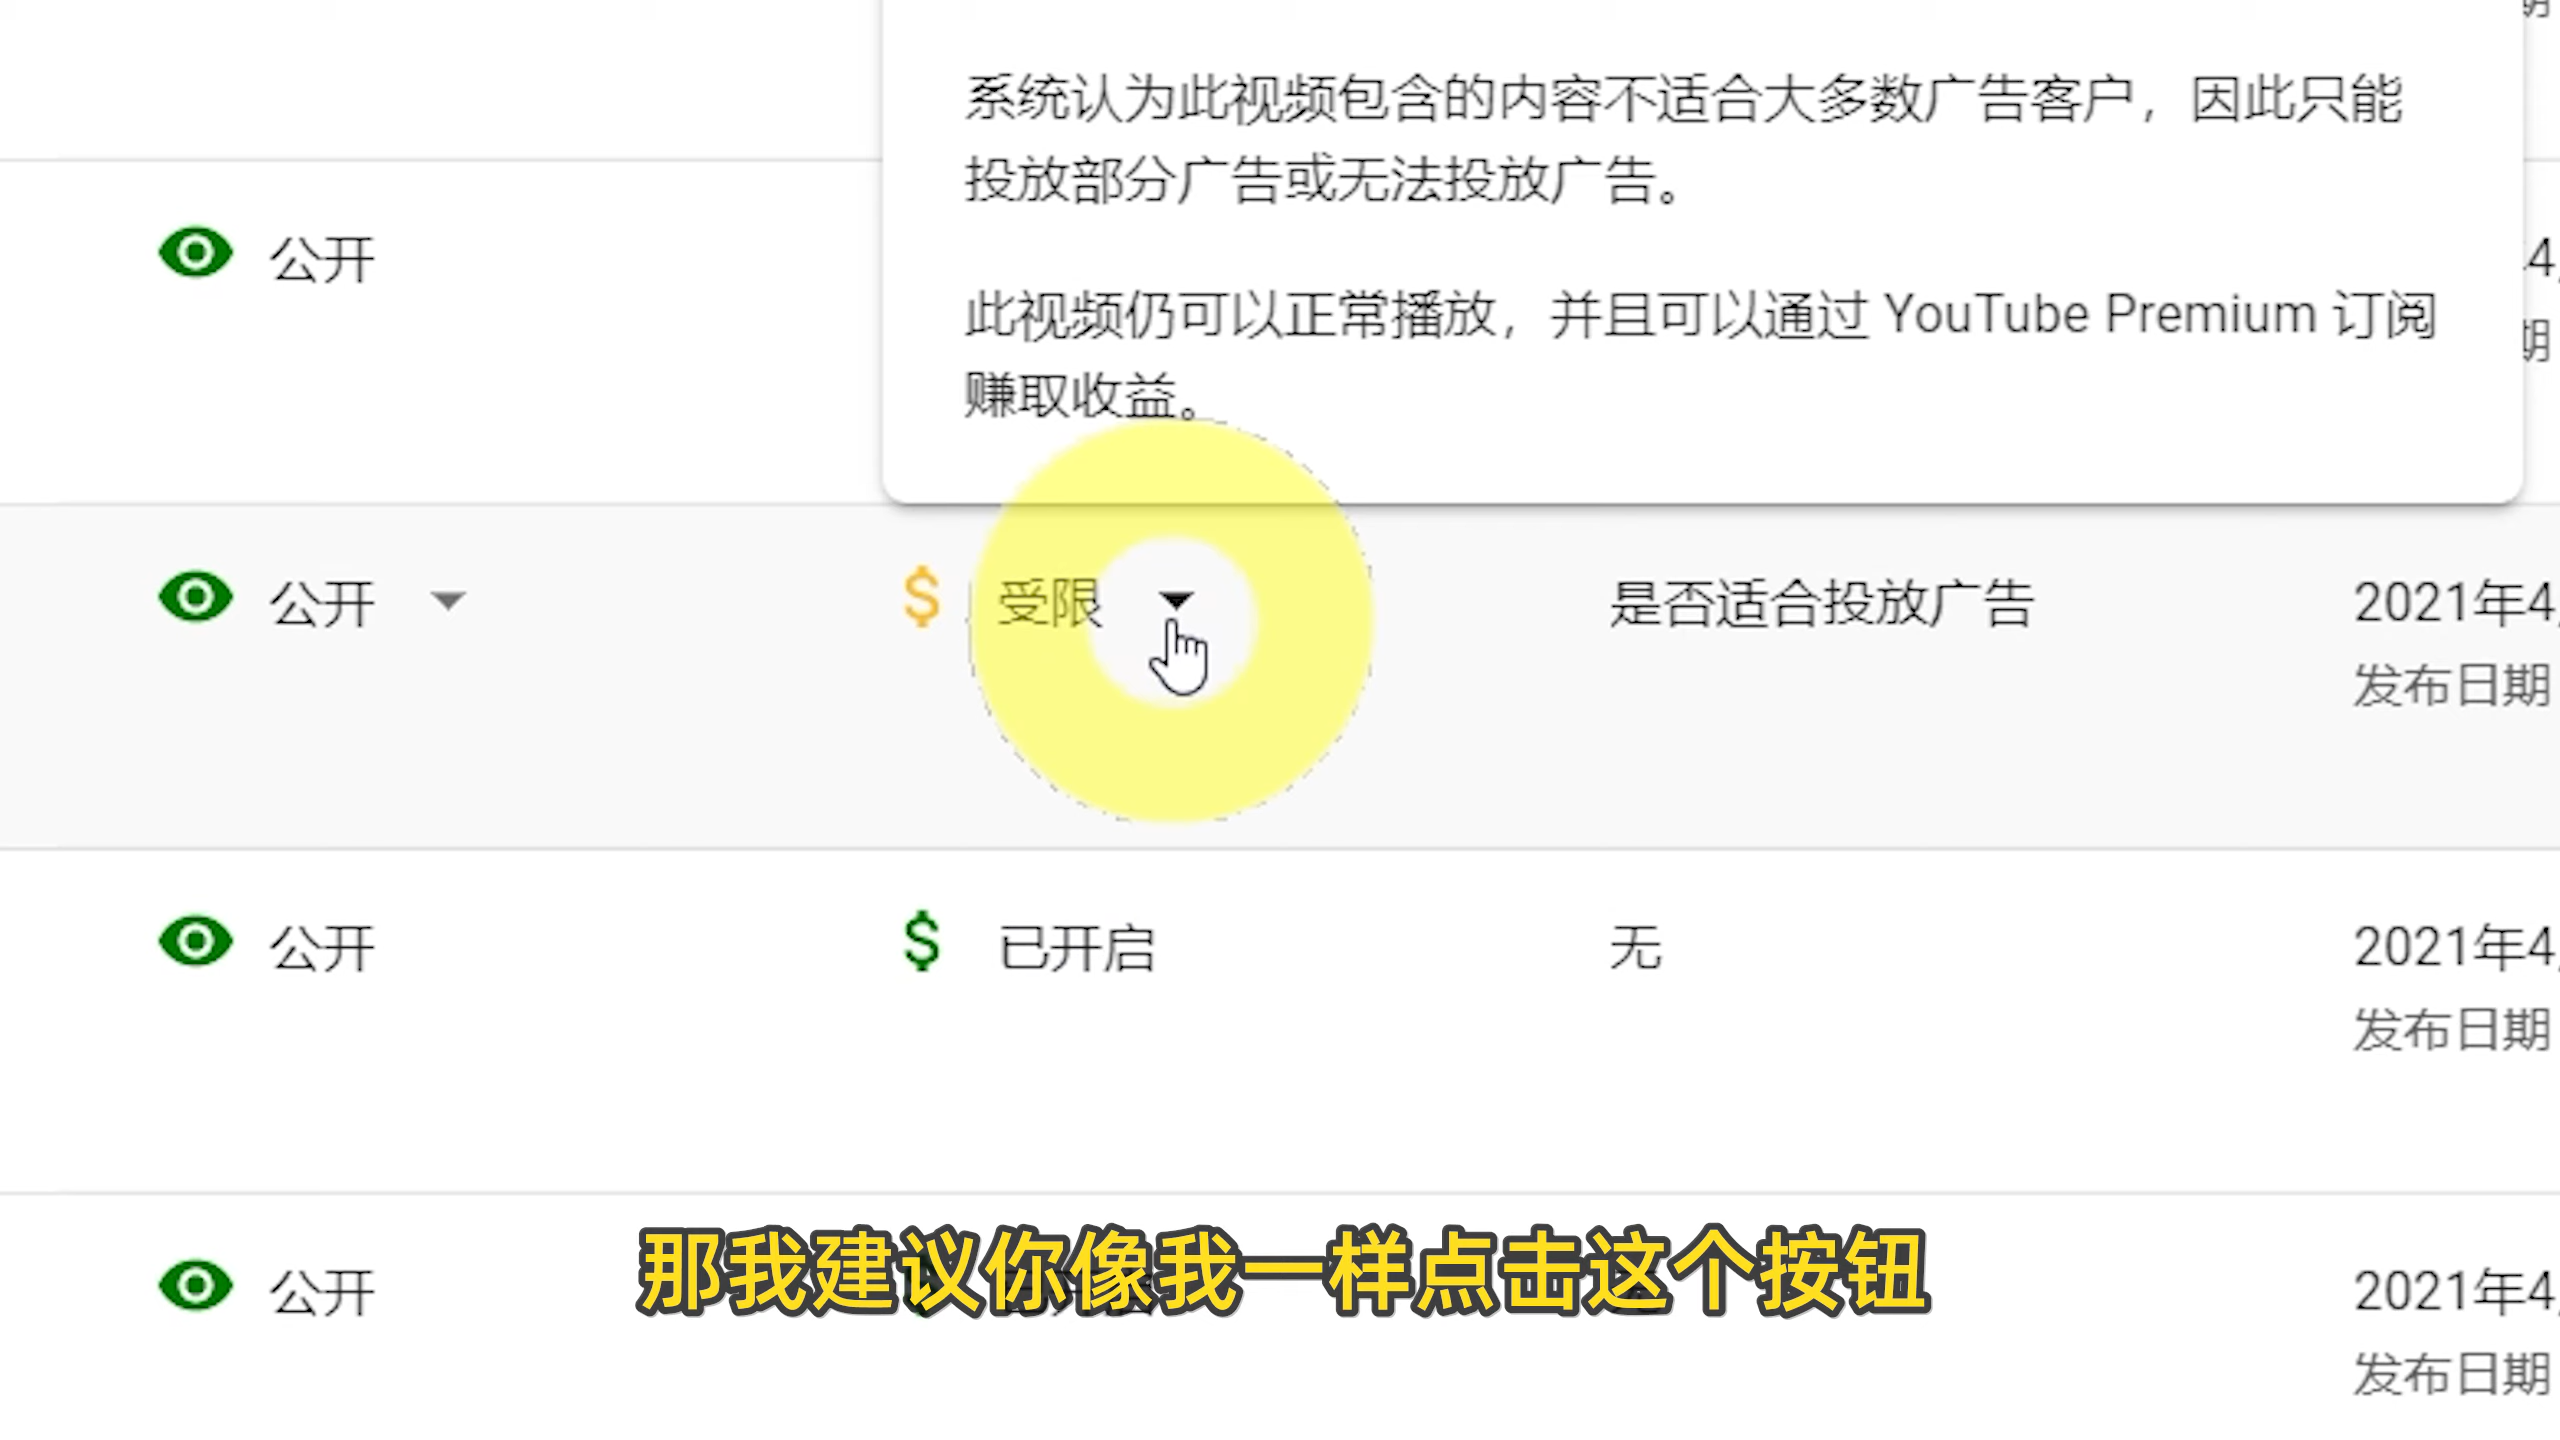 系统认为此视频包含的内容不适合大多数广告客户，因此只能
投放部分广告或无法投放广告。
此视频仍可以正常播放，并且可以通过 YouTube Premium 订阅
赚取收益。
公开
4
期
公开 $ 受限 是否适合投放广告 2021年4
发布日期
公开 $ 已开启 无 2021年4
发布日期
公开 2021年4
那我建议你像我一样点击这个按钮
发布日期